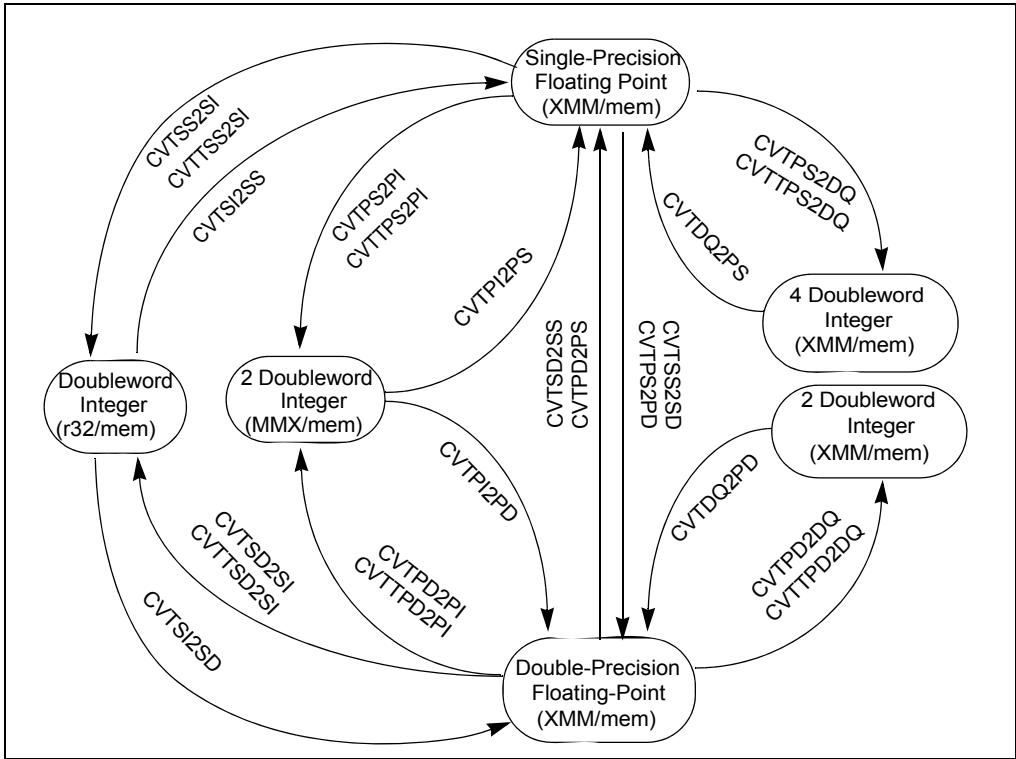 Single-Precision
Floating Point
(XMM/mem)
CVTSS2SI
CVTTSS2SI
CVTSI2SS
CVTPS2PI
CVTTPS2PI
CVTPI2PS
CVTSD2SS
CVTPD2PS
CVTSS2SD
CVTPS2PD
CVTDQ2PS
CVTPS2DQ
CVTTPS2DQ
4 Doubleword
Integer
(XMM/mem)
Doubleword
Integer
(r32/mem)
2 Doubleword
Integer
(MMX/mem)
2 Doubleword
Integer
(XMM/mem)
CVTPI2PD
CVTDQ2PD
CVTSD2SI
CVTTSD2SI
CVTPD2PI
CVTTPD2PI
CVTPD2DQ
CVTTPD2DQ
CVTSI2SD
Double-Precision
Floating-Point
(XMM/mem)